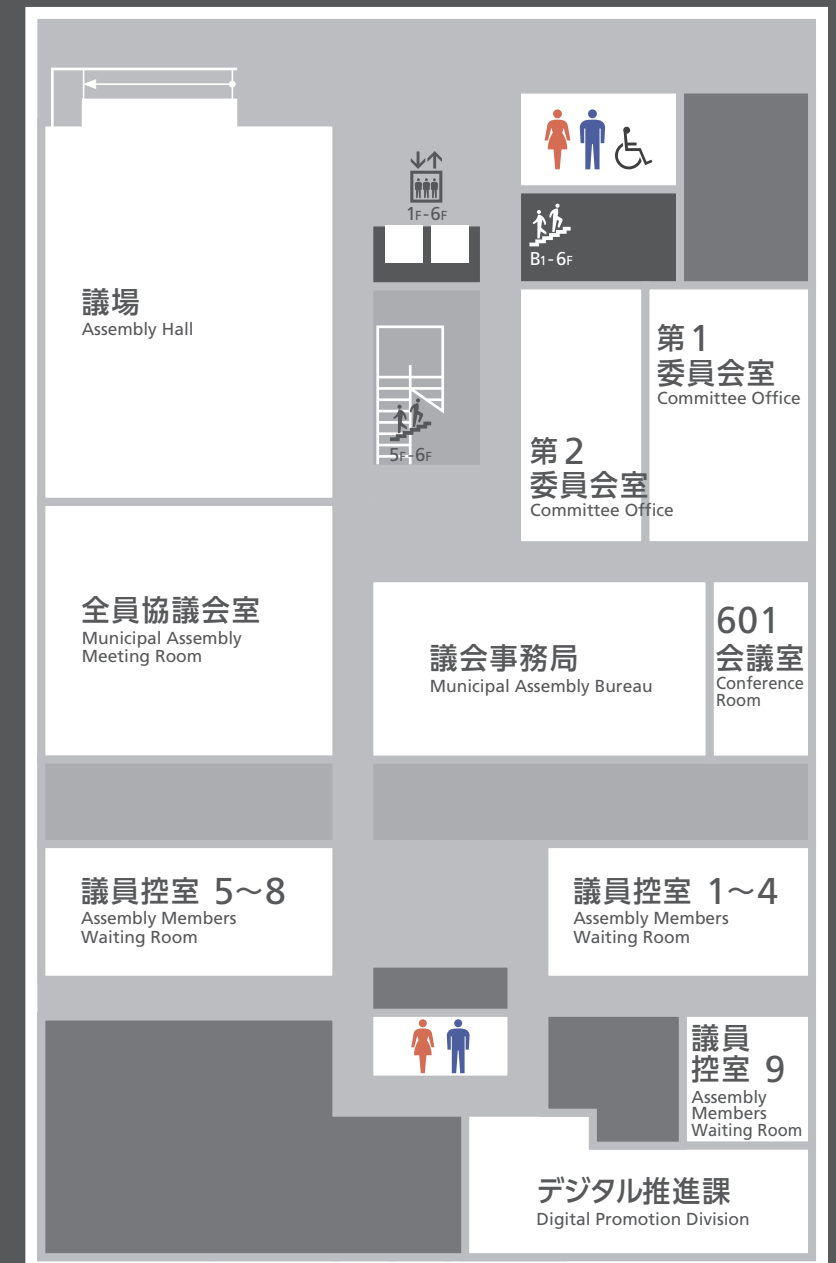 1F-6F
B1-6F
議場
Assembly Hall
第1
委員会室
Committee Office
第2
委員会室
Committee Office
5F-6F
全員協議会室
Municipal Assembly
Meeting Room
議会事務局
Municipal Assembly Bureau
601
会議室
Conference
Room
議員控室 5～8
Assembly Members
Waiting Room
議員控室 1～4
Assembly Members
Waiting Room
議員
控室 9
Assembly
Members
Waiting Room
デジタル推進課
Digital Promotion Division